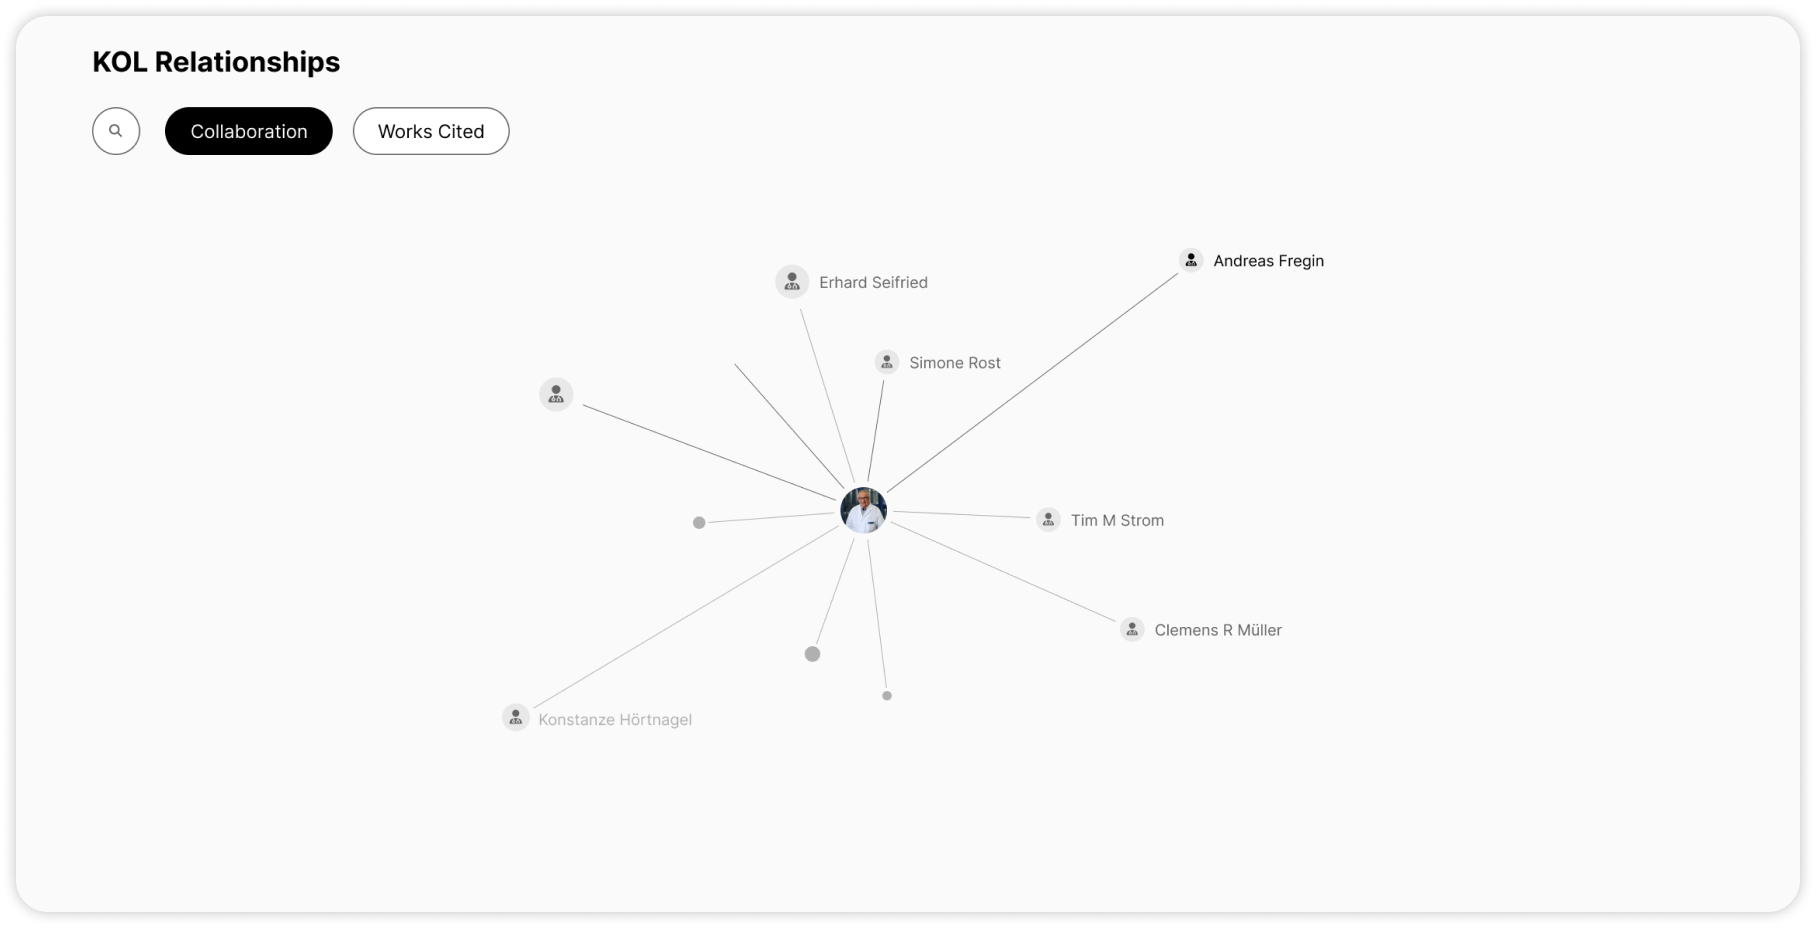 KOL Relationships
Collaboration
Works Cited
Andreas Fregin
Erhard Seifried
Simone Rost
Tim M Strom
Clemens R Müller
Konstanze Hörtnagel